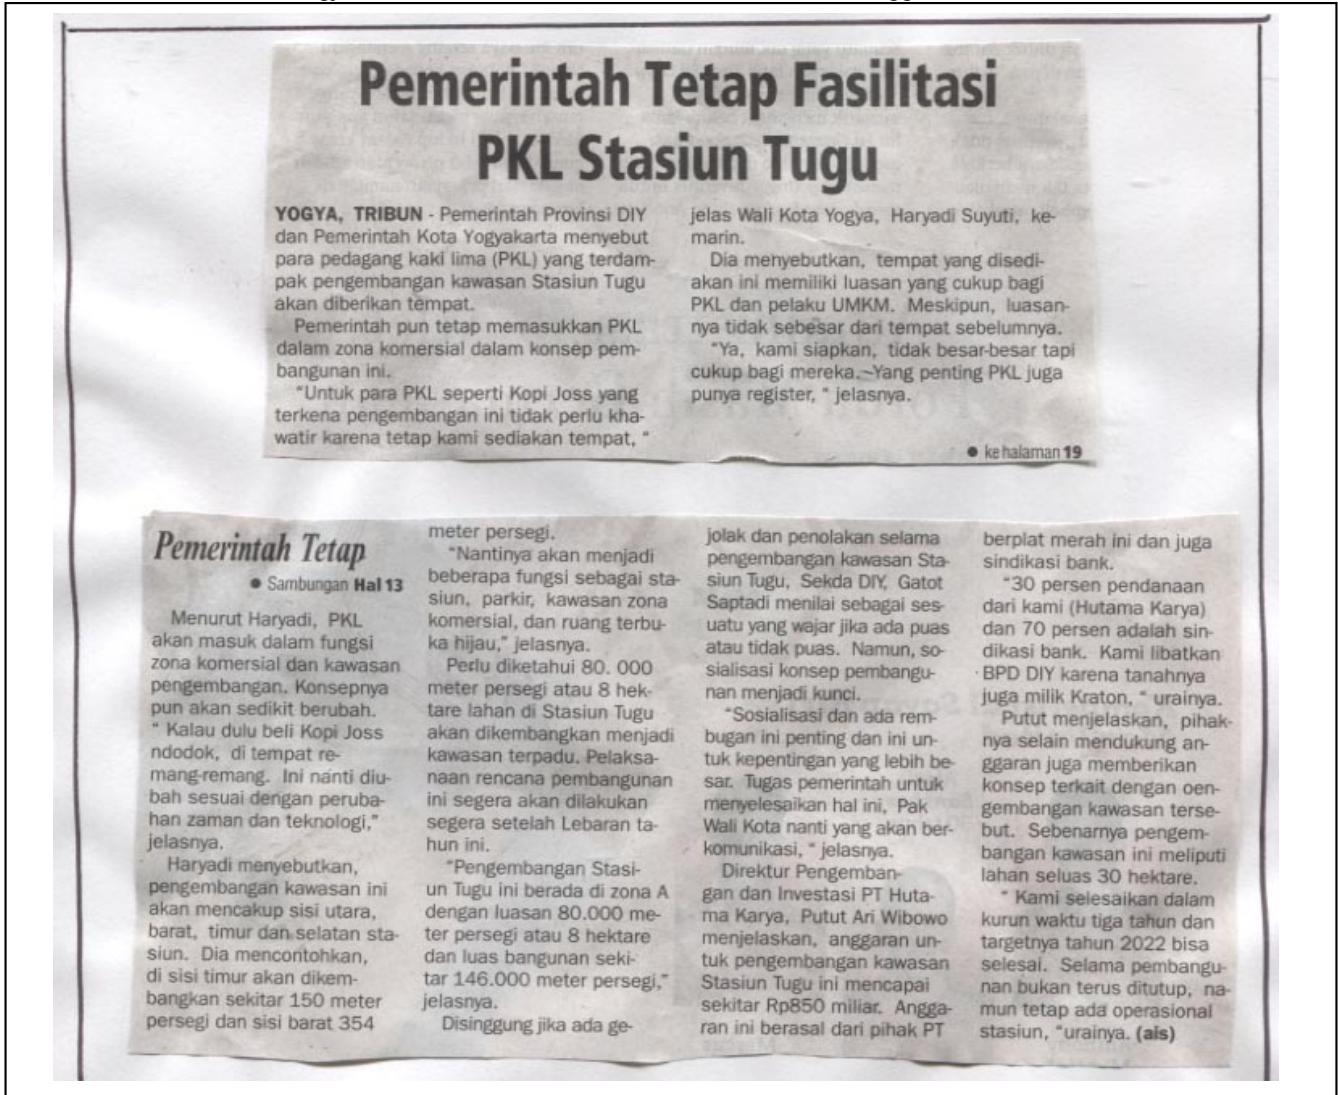 Pemerintah Tetap Fasilitasi
PKL Stasiun Tugu
YOGYA, TRIBUN - Pemerintah Provinsi DIY
dan Pemerintah Kota Yogyakarta menyebut
para pedagang kaki lima (PKL) yang terdam-
pak pengembangan kawasan Stasiun Tugu
akan diberikan tempat.
Pemerintah pun tetap memasukkan PKL
dalam zona komersial dalam konsep pem-
bangunan ini.
"Untuk para PKL seperti Kopi Joss yang
terkena pengembangan ini tidak perlu kha-
watir karena tetap kami sediakan tempat, "
jelas Wali Kota Yogya, Haryadi Suyuti, ke-
marin.
Dia menyebutkan, tempat yang disedi-
akan ini memiliki luasan yang cukup bagi
PKL dan pelaku UMKM. Meskipun, luasan-
nya tidak sebesar dari tempat sebelumnya.
"Ya, kami siapkan, tidak besar-besar tapi
cukup bagi mereka.~Yang penting PKL juga
punya register, " jelasnya.
● ke halaman 19
Pemerintah Tetap
● Sambungan Hal 13
Menurut Haryadi, PKL
akan masuk dalam fungsi
zona komersial dan kawasan
pengembangan. Konsepnya
pun akan sedikit berubah.
" Kalau dulu beli Kopi Joss
ndodok, di tempat re-
mang-remang. Ini nanti diu-
bah sesuai dengan peruba-
han zaman dan teknologi,"
jelasnya.
Haryadi menyebutkan,
pengembangan kawasan ini
akan mencakup sisi utara,
barat, timur dan selatan sta-
siun. Dia mencontohkan,
di sisi timur akan dikem-
bangkan sekitar 150 meter
persegi dan sisi barat 354
meter persegi.
"Nantinya akan menjadi
beberapa fungsi sebagai sta-
siun, parkir, kawasan zona
komersial, dan ruang terbu-
ka hijau," jelasnya.
Perlu diketahui 80. 000
meter persegi atau 8 hek-
tare lahan di Stasiun Tugu
akan dikembangkan menjadi
kawasan terpadu. Pelaksa-
naan rencana pembangunan
ini segera akan dilakukan
segera setelah Lebaran ta-
hun ini.
"Pengembangan Stasi-
un Tugu ini berada di zona A
dengan luasan 80.000 me-
ter persegi atau 8 hektare
dan luas bangunan seki-
tar 146.000 meter persegi,"
jelasnya.
Disinggung jika ada ge-
jolak dan penolakan selama
pengembangan kawasan Sta-
siun Tugu, Sekda DIY, Gatot
Saptadi menilai sebagai ses-
uatu yang wajar jika ada puas
atau tidak puas. Namun, so-
sialisasi konsep pembangu-
nan menjadi kunci.
"Sosialisasi dan ada rem-
bugan ini penting dan ini un-
tuk kepentingan yang lebih be-
sar. Tugas pemerintah untuk
menyelesaikan hal ini, Pak
Wali Kota nanti yang akan ber-
komunikasi, " jelasnya.
Direktur Pengemban-
gan dan Investasi PT Huta-
ma Karya, Putut Ari Wibowo
menjelaskan, anggaran un-
tuk pengembangan kawasan
Stasiun Tugu ini mencapai
sekitar Rp850 miliar. Angga-
ran ini berasal dari pihak PT
berplat merah ini dan juga
sindikasi bank.
"30 persen pendanaan
dari kami (Hutama Karya)
dan 70 persen adalah sin-
dikasi bank. Kami libatkan
BPD DIY karena tanahnya
juga milik Kraton, " urainya.
Putut menjelaskan, pihak-
nya selain mendukung an-
ggaran juga memberikan
konsep terkait dengan oen-
gembangan kawasan terse-
but. Sebenarnya pengem-
bangan kawasan ini meliputi
lahan seluas 30 hektare.
" Kami selesaikan dalam
kurun waktu tiga tahun dan
targetnya tahun 2022 bisa
selesai. Selama pembangu-
nan bukan terus ditutup, na-
mun tetap ada operasional
stasiun, "urainya. (ais)